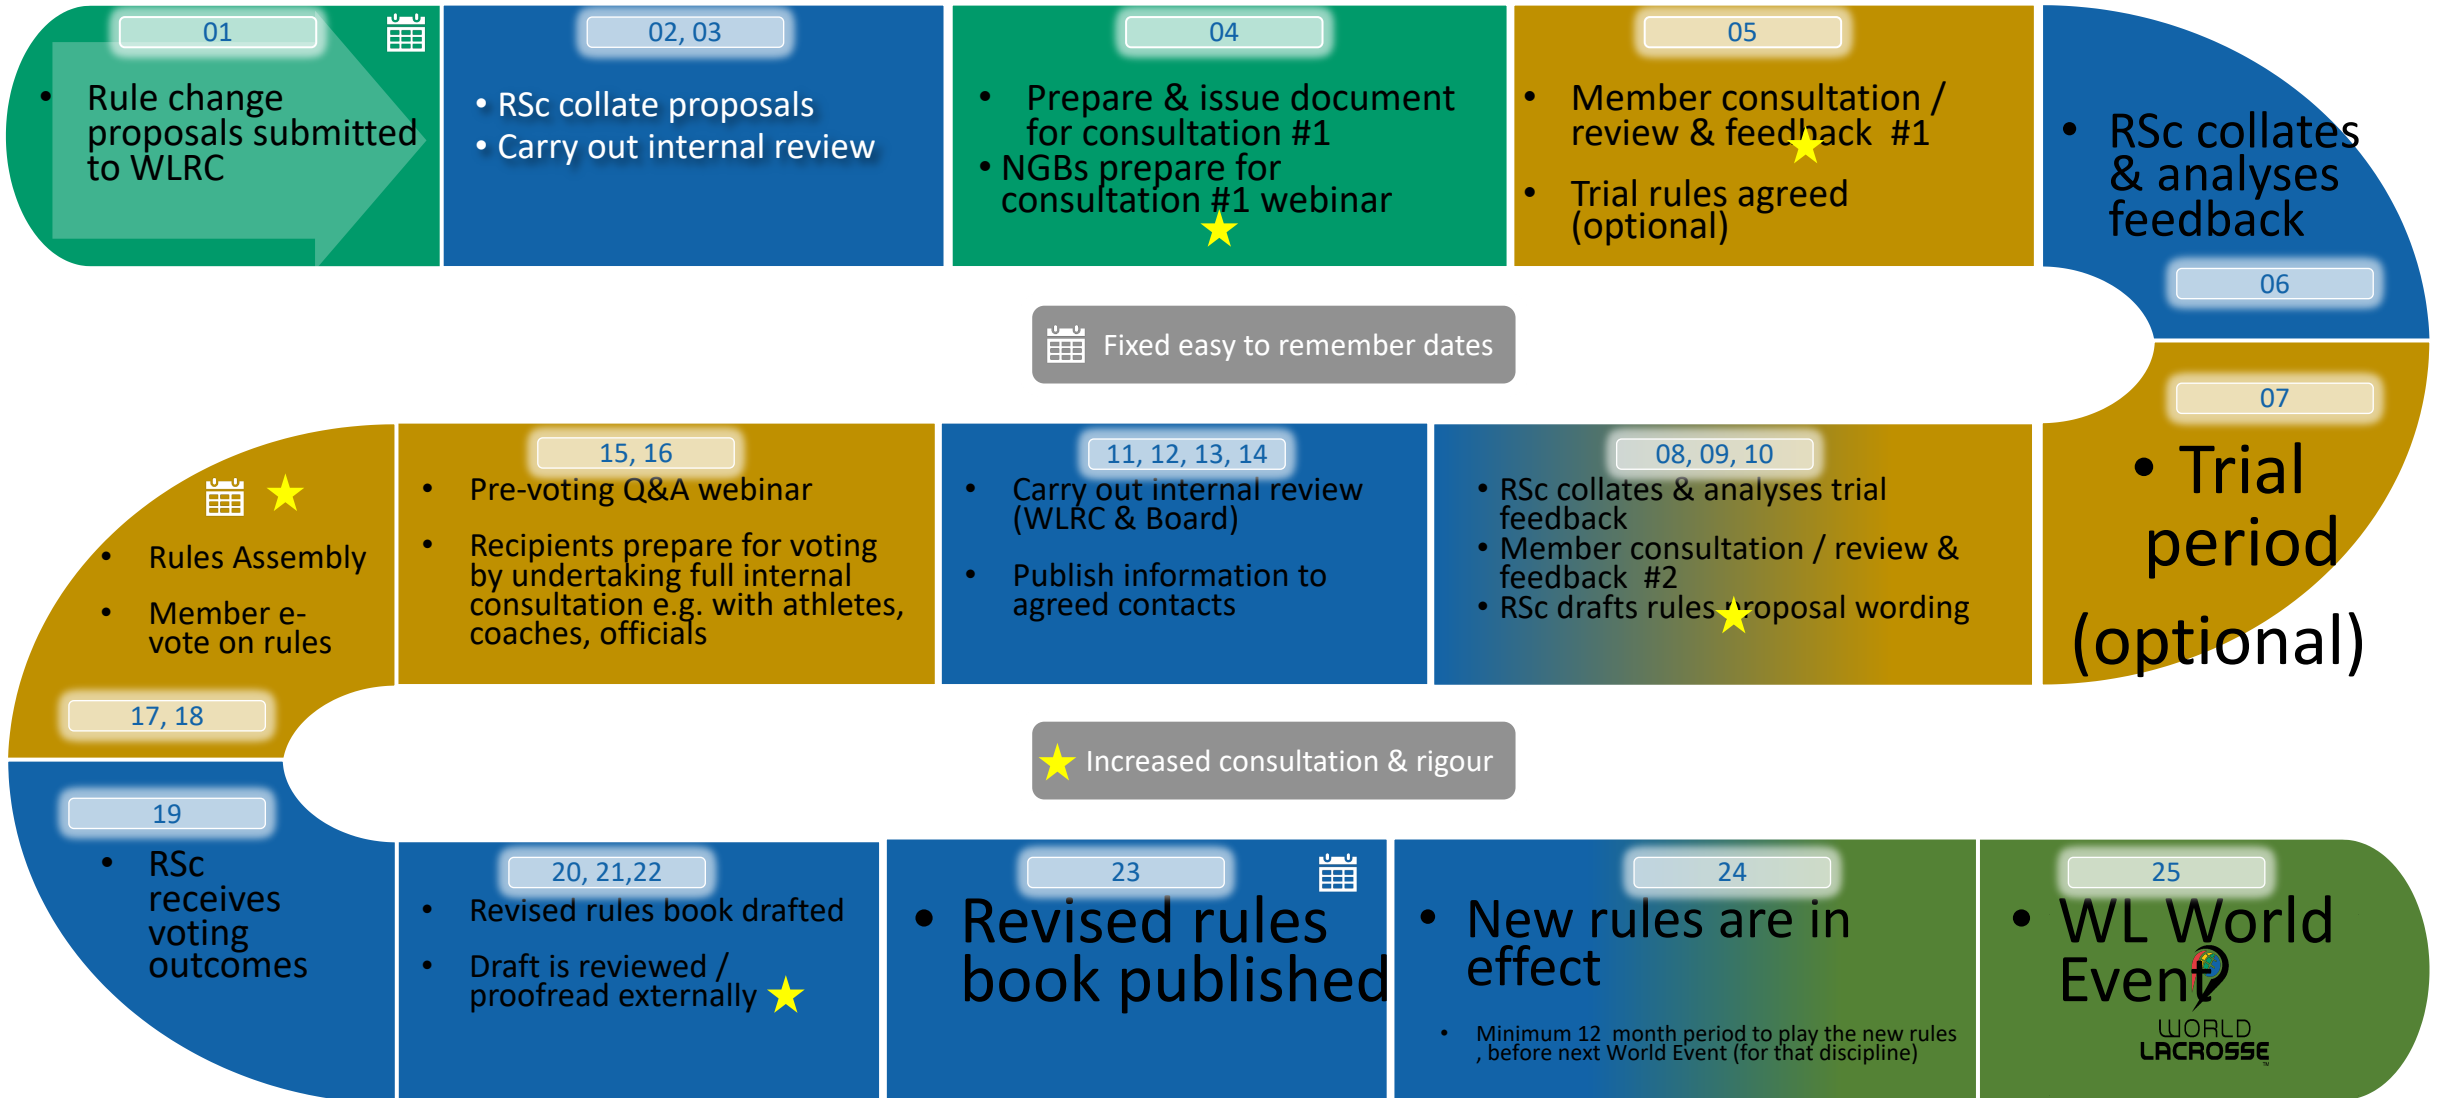 01
• Rule change
proposals submitted
to WLRC
02, 03
• RSc collate proposals
• Carry out internal review
04
• Prepare & issue document
for consultation #1
• NGBs prepare for
consultation #1 webinar
05
• Member consultation /
review & feedback #1
• Trial rules agreed
(optional)
• RSc collates
& analyses
feedback
06
Fixed easy to remember dates
07
• Trial
period
(optional)
08, 09, 10
• RSc collates & analyses trial
feedback
• Member consultation / review &
feedback #2
• RSc drafts rules proposal wording
11, 12, 13, 14
• Carry out internal review
(WLRC & Board)
• Publish information to
agreed contacts
15, 16
• Pre-voting Q&A webinar
• Recipients prepare for voting
by undertaking full internal
consultation e.g. with athletes,
coaches, officials
• Rules Assembly
• Member e-
vote on rules
17, 18
Increased consultation & rigour
19
• RSc
receives
voting
outcomes
20, 21,22
• Revised rules book drafted
• Draft is reviewed /
proofread externally
23
• Revised rules
book published
24
• New rules are in
effect
• Minimum 12 month period to play the new rules
, before next World Event (for that discipline)
25
• WL World
Event
WORLD
LACROSSE